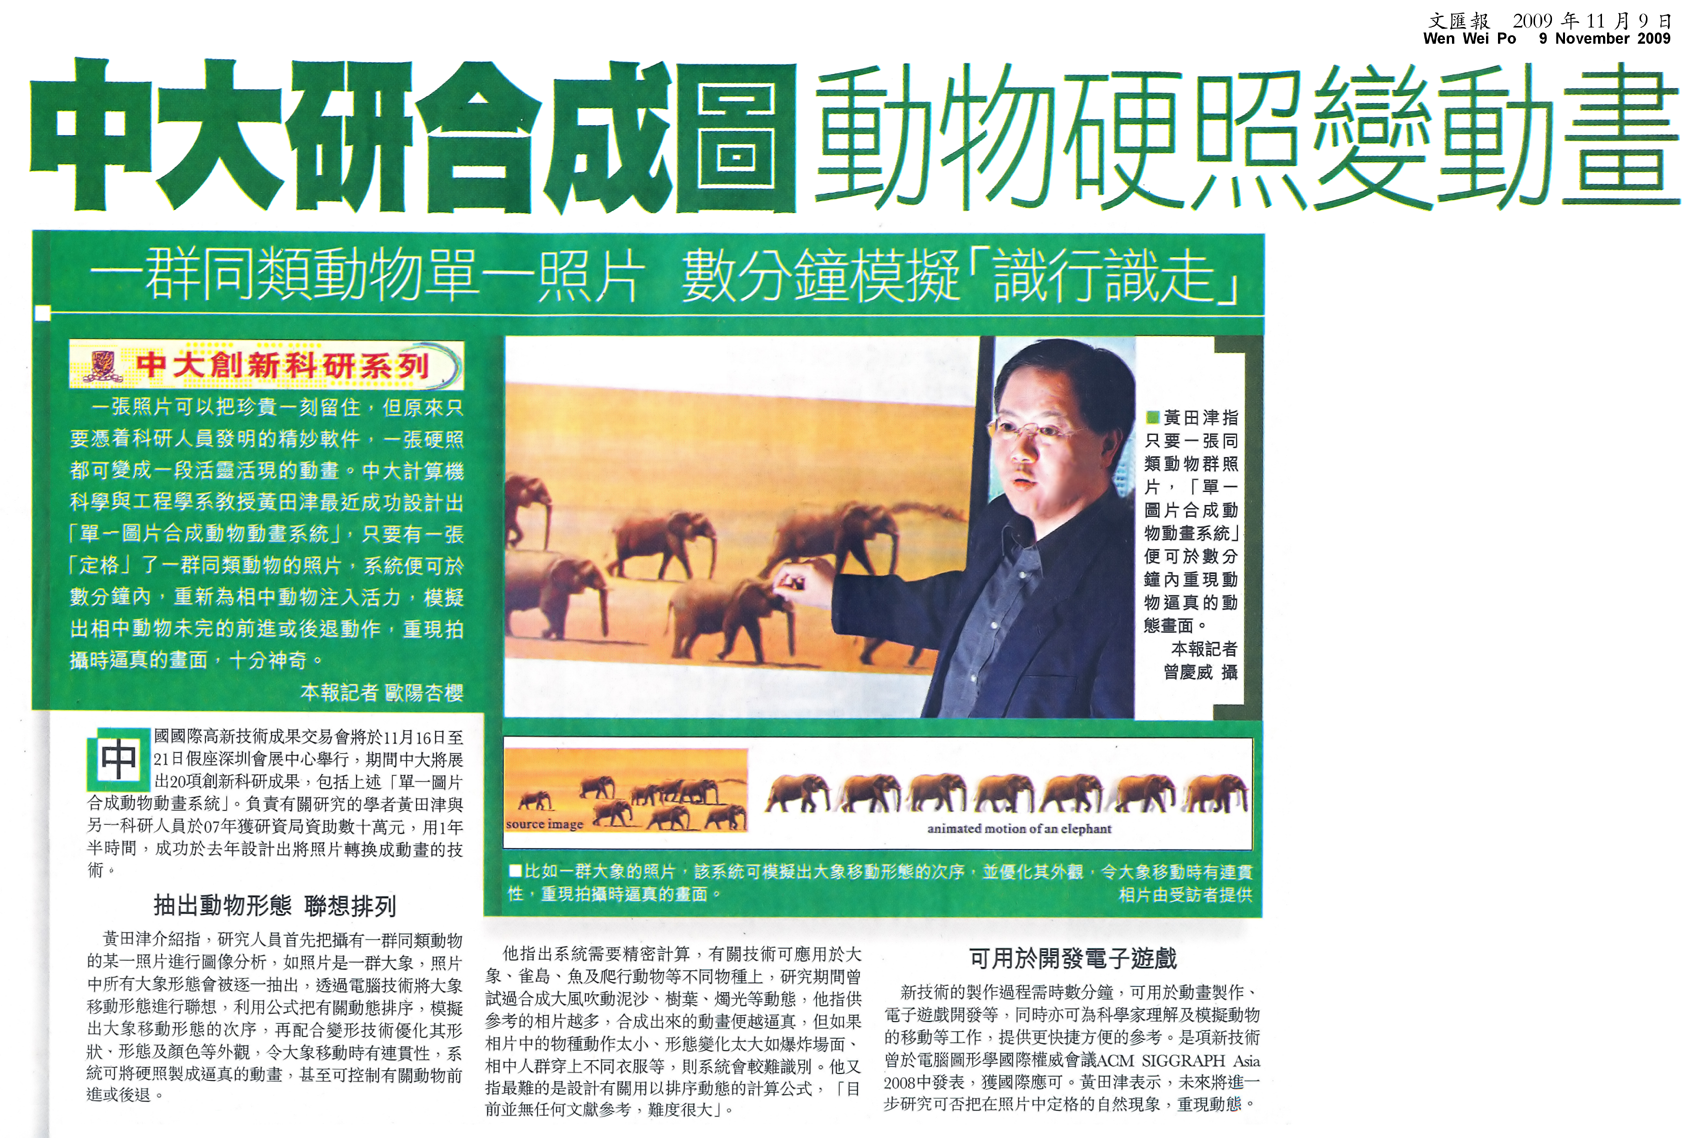 文匯報 2009年11月9日
Wen Wei Po 9 November 2009
中大研合成圖 動物硬照變動畫
一群同類動物單一照片 數分鐘模擬「識行識走」
中大創新科研系列
一張照片可以把珍貴一刻留住，但原來只
要憑着科研人員發明的精妙軟件，一張硬照
都可變成一段活靈活現的動畫。中大計算機
科學與工程學系教授黃田津最近成功設計出
「單一圖片合成動物動畫系統」，只要有一張
「定格」了一群同類動物的照片，系統便可於
數分鐘內，重新為相中動物注入活力，模擬
出相中動物未完的前進或後退動作，重現拍
攝時逼真的畫面，十分神奇。
本報記者 歐陽杏櫻
■黃田津指
只要一張同
類動物群照
片，「單一
圖片合成動
物動畫系統」
便可於數分
鐘內重現動
物逼真的動
態畫面。
本報記者
曾慶威 攝
source image
animated motion of an elephant
■比如一群大象的照片，該系統可模擬出大象移動形態的次序，並優化其外觀，令大象移動時有連貫
性，重現拍攝時逼真的畫面。 相片由受訪者提供
中國國際高新技術成果交易會將於11月16日至
21日假座深圳會展中心舉行，期間中大將展
出20項創新科研成果，包括上述「單一圖片
合成動物動畫系統」。負責有關研究的學者黃田津與
另一科研人員於07年獲研資局資助數十萬元，用1年
半時間，成功於去年設計出將照片轉換成動畫的技
術。
抽出動物形態 聯想排列
黃田津介紹指，研究人員首先把攝有一群同類動物
的某一照片進行圖像分析，如照片是一群大象，照片
中所有大象形態會被逐一抽出，透過電腦技術將大象
移動形態進行聯想，利用公式把有關動態排序，模擬
出大象移動形態的次序，再配合變形技術優化其形
狀、形態及顏色等外觀，令大象移動時有連貫性，系
統可將硬照製成逼真的動畫，甚至可控制有關動物前
進或後退。
他指出系統需要精密計算，有關技術可應用於大
象、雀鳥、魚及爬行動物等不同物種上，研究期間曾
試過合成大風吹動泥沙、樹葉、燭光等動態，他指供
參考的相片越多，合成出來的動畫便越逼真，但如果
相片中的物種動作太小、形態變化太大如爆炸場面、
相中人群穿上不同衣服等，則系統會較難識別。他又
指最難的是設計有關用以排序動態的計算公式，「目
前並無任何文獻參考，難度很大」。
可用於開發電子遊戲
新技術的製作過程需時數分鐘，可用於動畫製作、
電子遊戲開發等，同時亦可為科學家理解及模擬動物
的移動等工作，提供更快捷方便的參考。是項新技術
曾於電腦圖形學國際權威會議ACM SIGGRAPH Asia
2008中發表，獲國際應可。黃田津表示，未來將進一
步研究可否把在照片中定格的自然現象，重現動態。